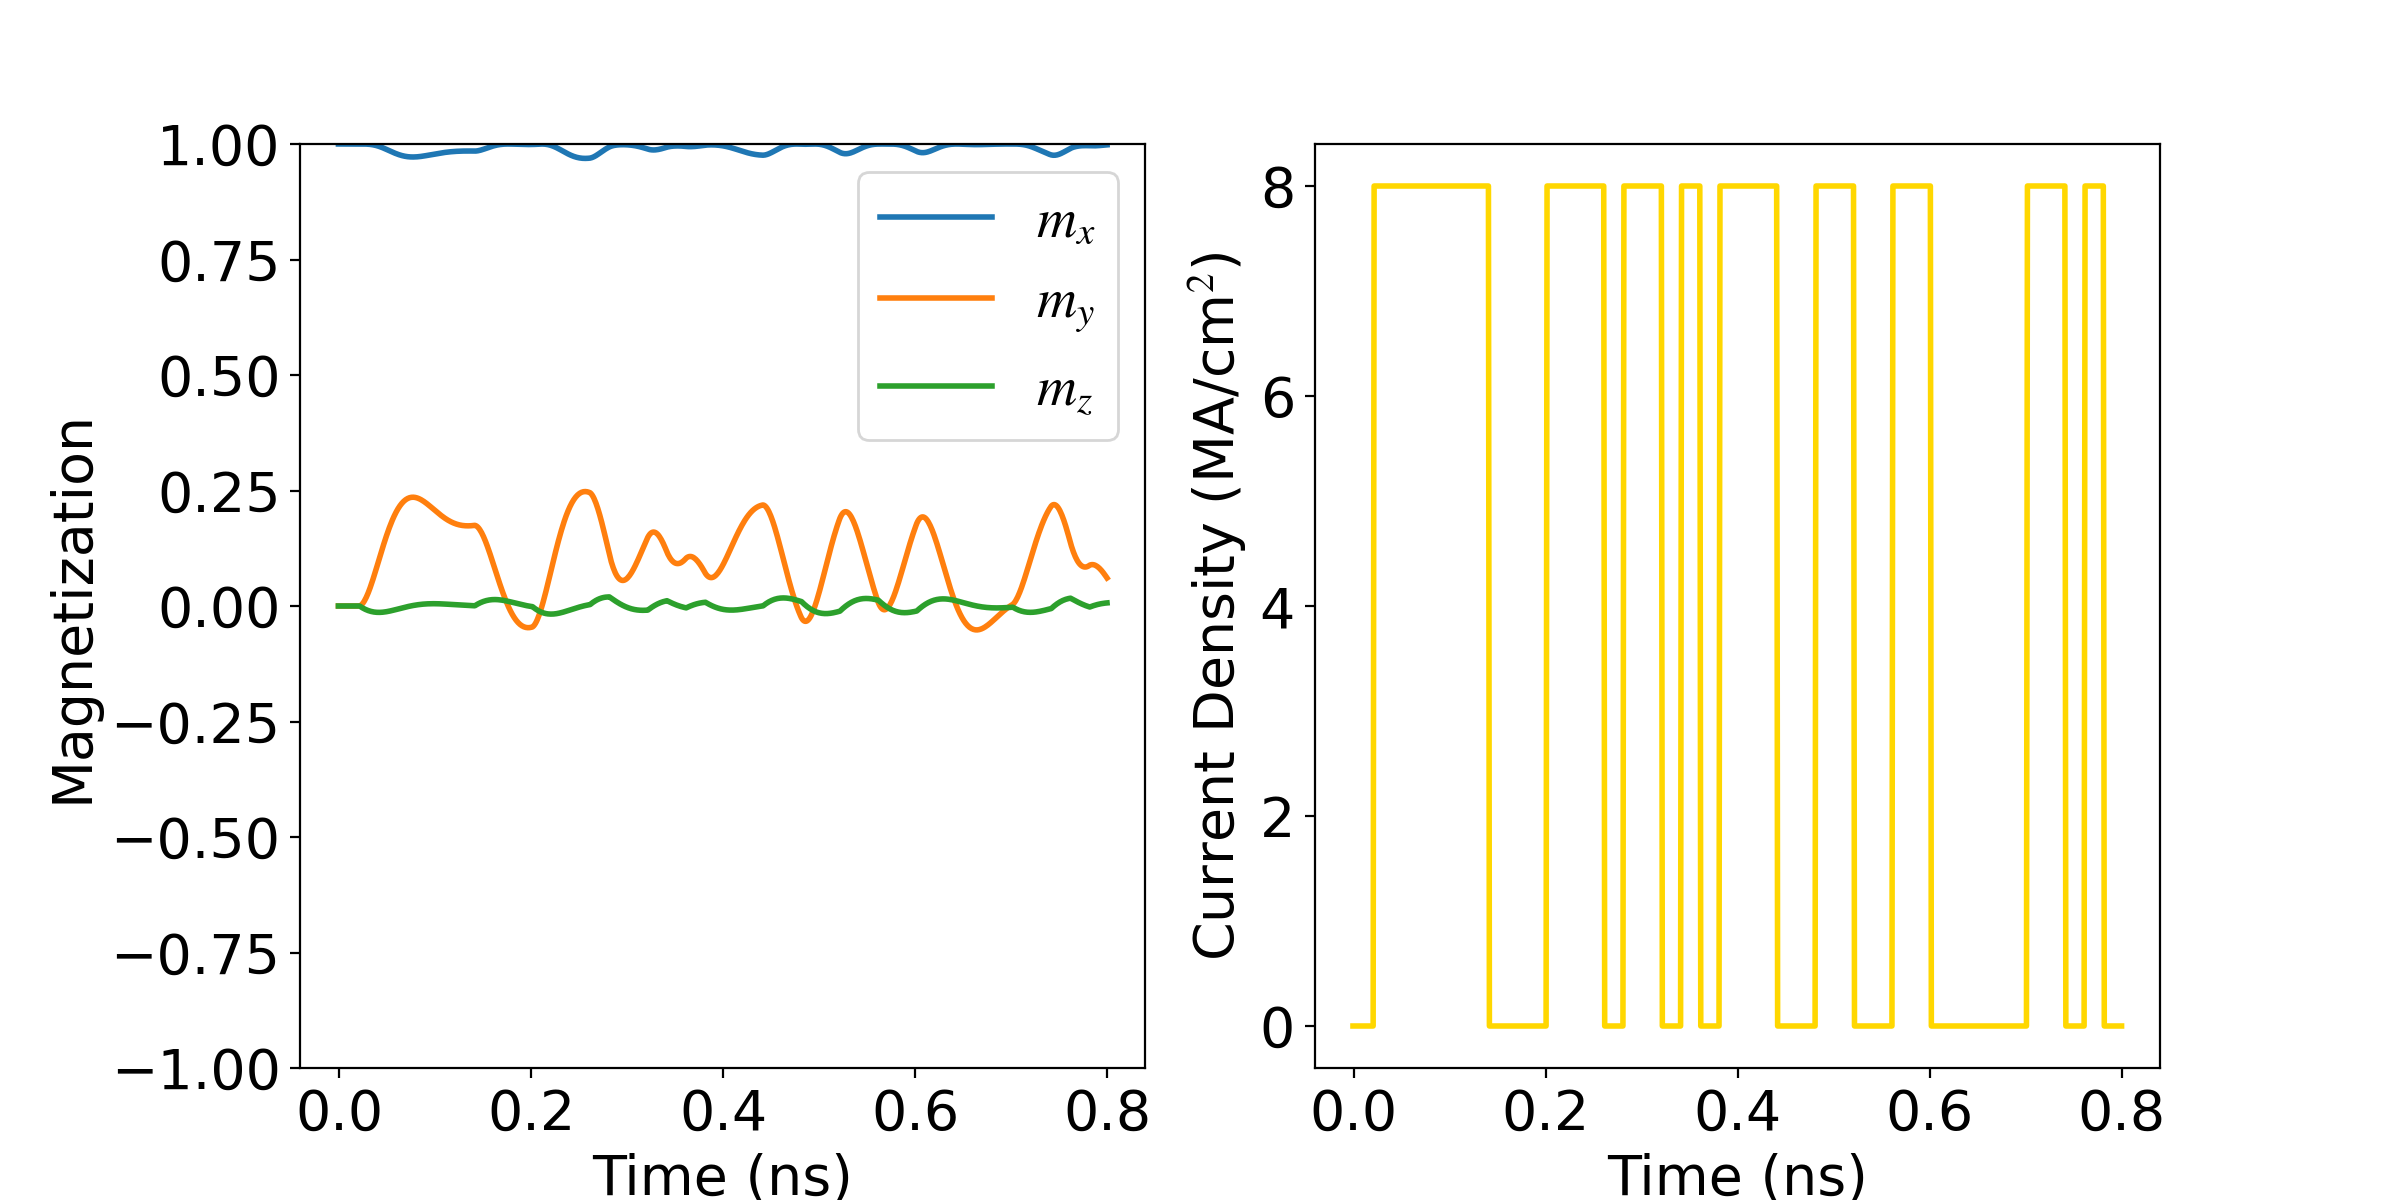 1.00
0.75
0.50
0.25
0.00
−0.25
−0.50
−0.75
−1.00
Magnetization
0.0 0.2 0.4 0.6 0.8
Time (ns)
m_x
m_y
m_z
8
6
4
2
0
Current Density (MA/cm²)
0.0 0.2 0.4 0.6 0.8
Time (ns)